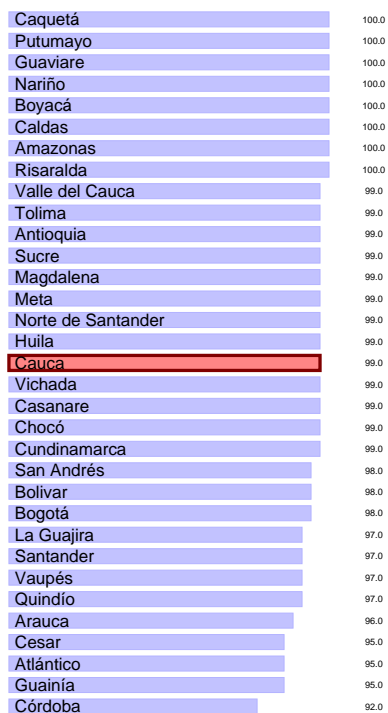 Caquetá 100.0
Putumayo 100.0
Guaviare 100.0
Nariño 100.0
Boyacá 100.0
Caldas 100.0
Amazonas 100.0
Risaralda 100.0
Valle del Cauca 99.0
Tolima 99.0
Antioquia 99.0
Sucre 99.0
Magdalena 99.0
Meta 99.0
Norte de Santander 99.0
Huila 99.0
Cauca 99.0
Vichada 99.0
Casanare 99.0
Chocó 99.0
Cundinamarca 99.0
San Andrés 98.0
Bolivar 98.0
Bogotá 98.0
La Guajira 97.0
Santander 97.0
Vaupés 97.0
Quindío 97.0
Arauca 96.0
Cesar 95.0
Atlántico 95.0
Guainía 95.0
Córdoba 92.0